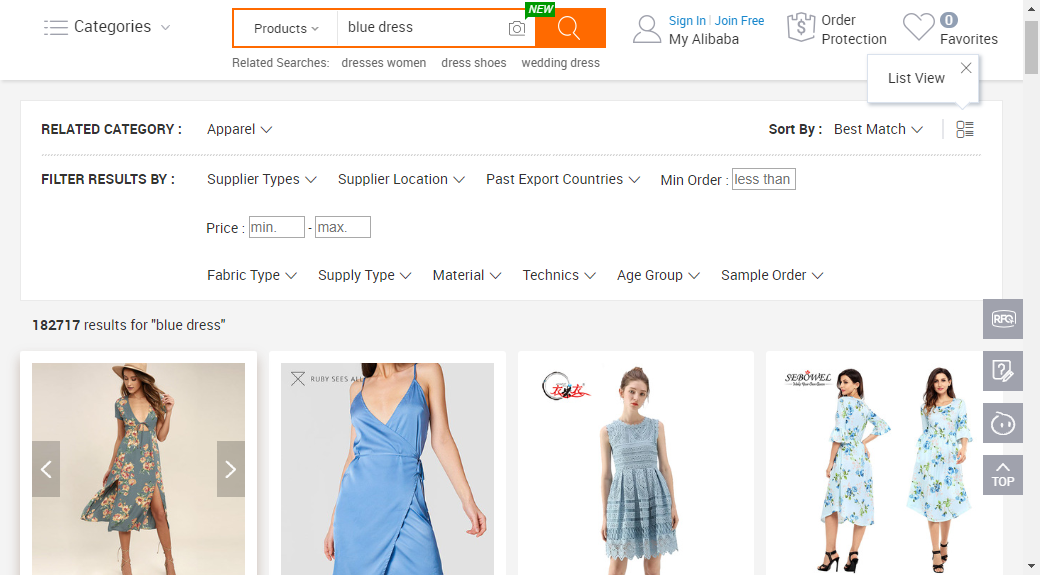 Categories
Products
blue dress
NEW
Sign In | Join Free
My Alibaba
Order
Protection
0
Favorites
Related Searches: dresses women dress shoes wedding dress
List View
RELATED CATEGORY : Apparel
Sort By : Best Match
FILTER RESULTS BY : Supplier Types Supplier Location Past Export Countries Min Order : less than
Price : min. - max.
Fabric Type Supply Type Material Technics Age Group Sample Order
182717 results for "blue dress"
RFQ
TOP
RUBY SEES ALL
衣 衣
SEBOWEL